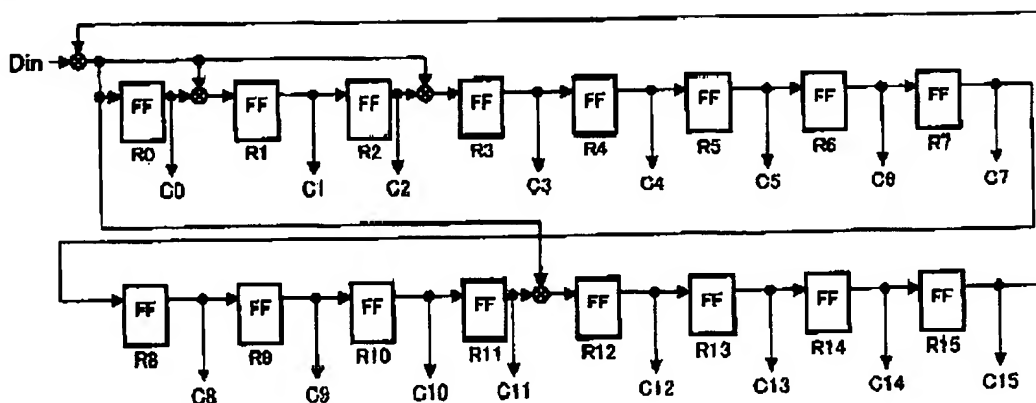 Din
FF FF FF FF FF FF FF FF
R0 R1 R2 R3 R4 R5 R6 R7
C0 C1 C2 C3 C4 C5 C6 C7
FF FF FF FF FF FF FF FF
R8 R9 R10 R11 R12 R13 R14 R15
C8 C9 C10 C11 C12 C13 C14 C15